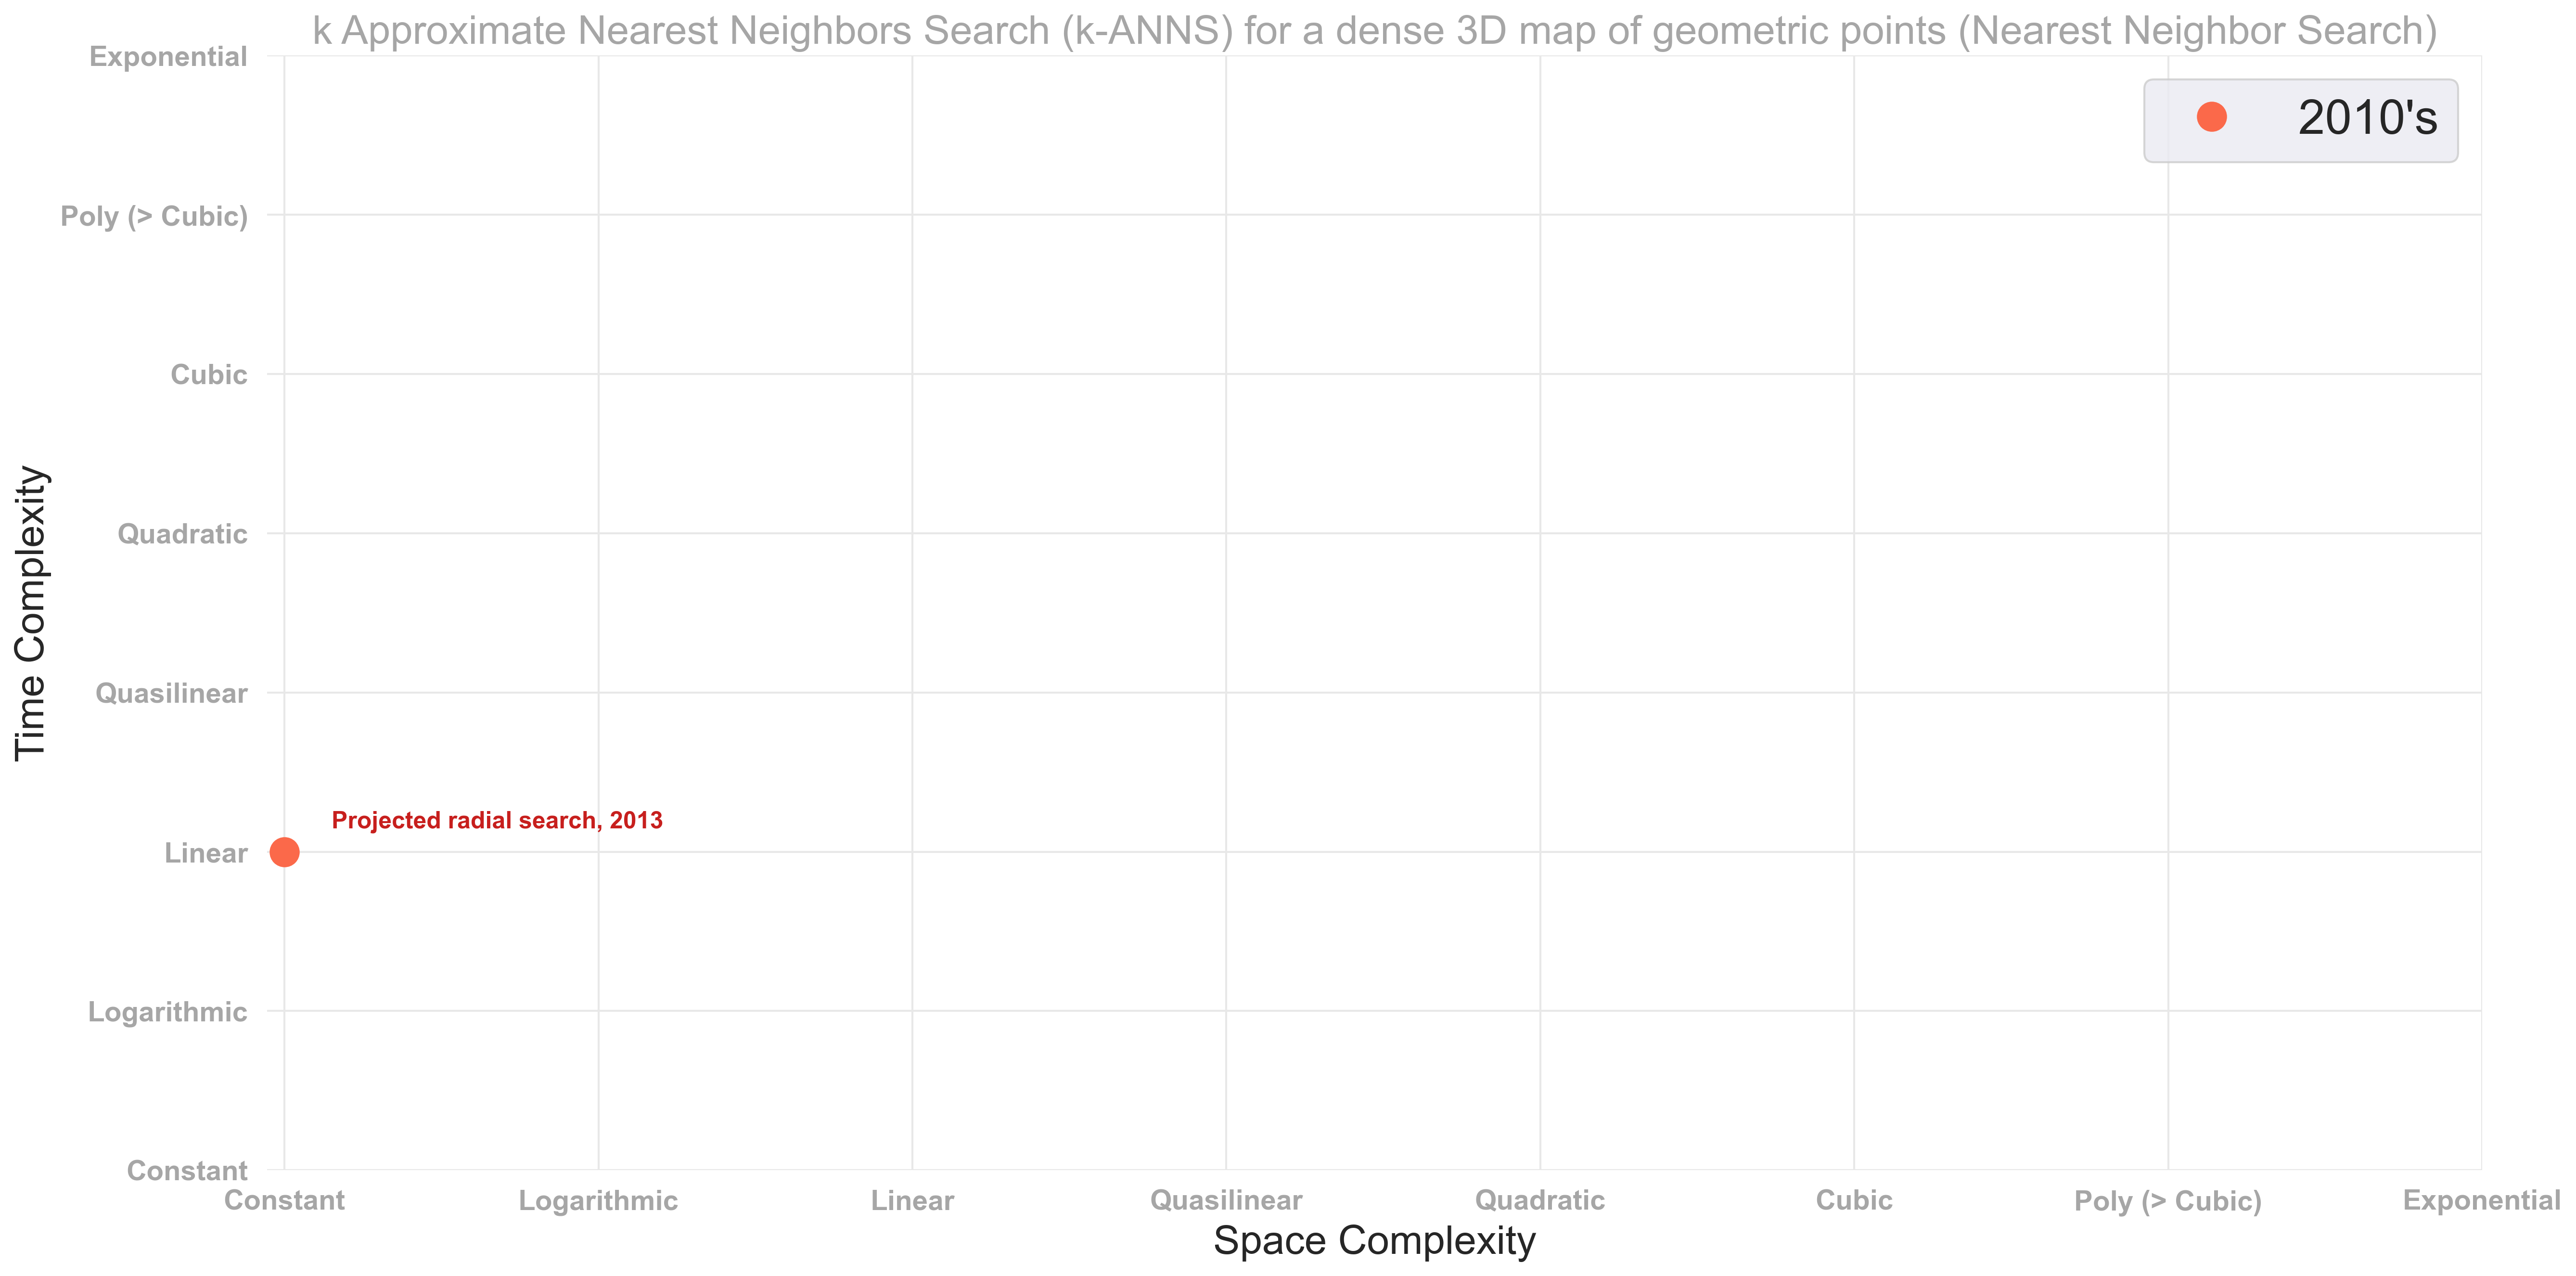 k Approximate Nearest Neighbors Search (k-ANNS) for a dense 3D map of geometric points (Nearest Neighbor Search)
Exponential
Poly (> Cubic)
Cubic
Quadratic
Quasilinear
Linear
Logarithmic
Constant
Time Complexity
2010's
Projected radial search, 2013
Constant
Logarithmic
Linear
Quasilinear
Quadratic
Cubic
Poly (> Cubic)
Exponential
Space Complexity